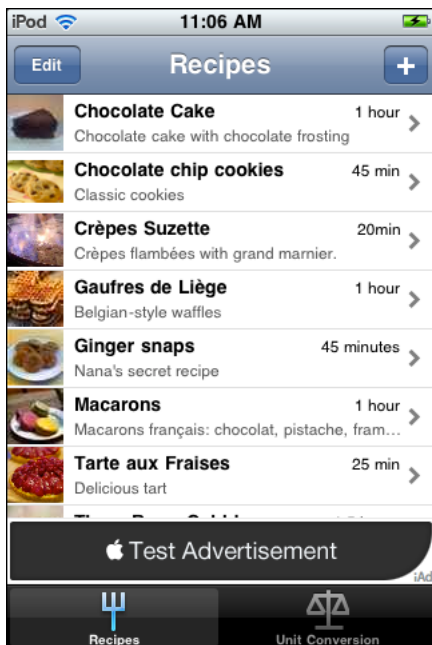 iPod 11:06 AM
Edit Recipes +
Chocolate Cake 1 hour
Chocolate cake with chocolate frosting
Chocolate chip cookies 45 min
Classic cookies
Crèpes Suzette 20min
Crèpes flambées with grand marnier.
Gaufres de Liège 1 hour
Belgian-style waffles
Ginger snaps 45 minutes
Nana's secret recipe
Macarons 1 hour
Macarons français: chocolat, pistache, fram...
Tarte aux Fraises 25 min
Delicious tart
Test Advertisement
iAd
Recipes Unit Conversion